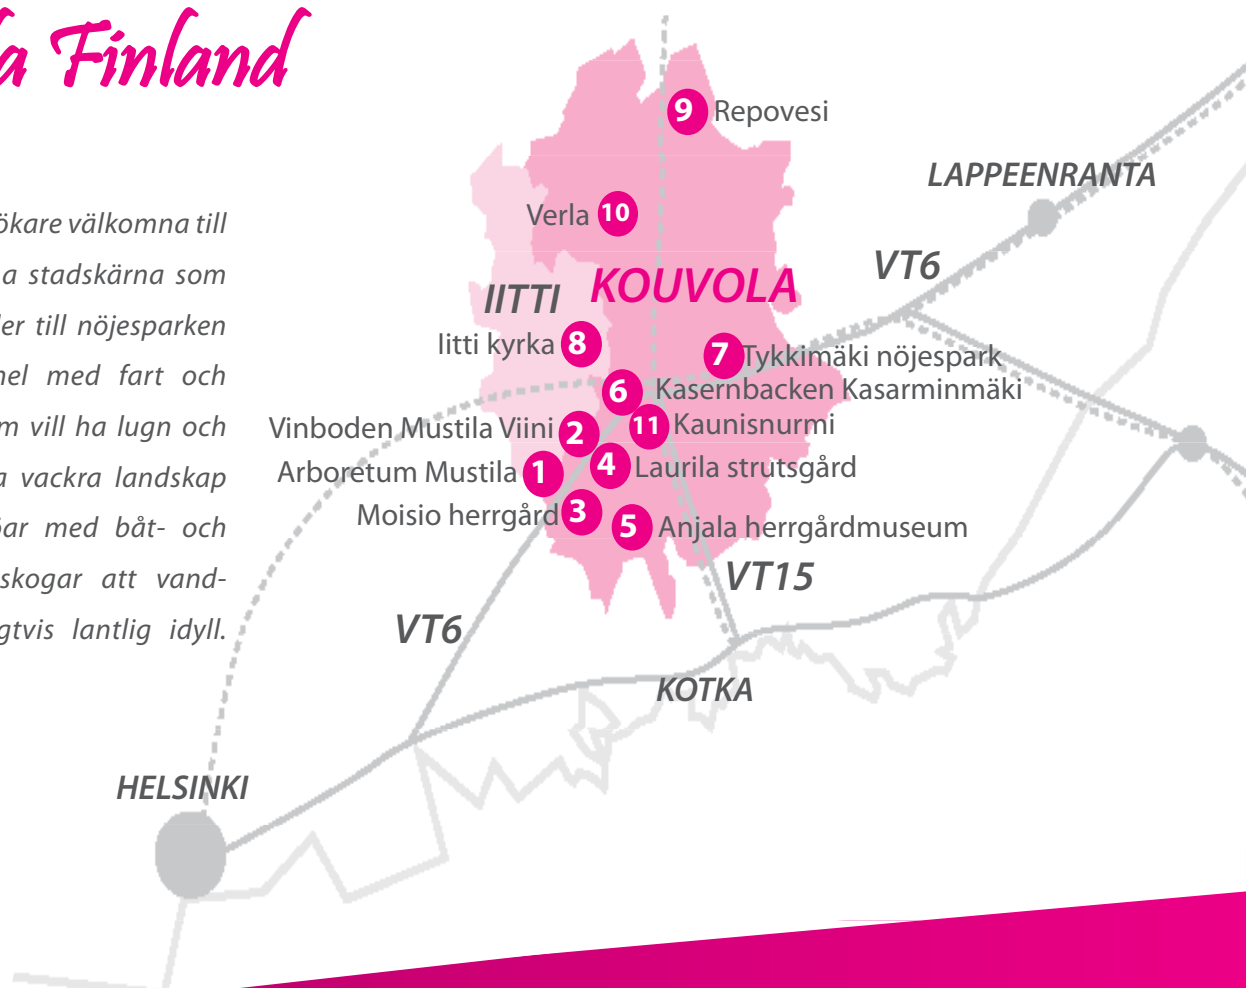 a Finland
ökare välkomna till
a stadskärna som
ler till nöjesparken
nel med fart och
m vill ha lugn och
a vackra landskap
öar med båt- och
skogar att vand-
gtvis lantlig idyll.
9 Repovesi
LAPPEENRANTA
Verla 10
VT6
KOUVOLA
IITTI
Iitti kyrka 8
7 Tykkimäki nöjespark
6 Kasernbacken Kasarminmäki
Vinboden Mustila Viini 2
11 Kaunisnurmi
Arboretum Mustila 1
4 Laurila strutsgård
Moisio herrgård 3
5 Anjala herrgårdmuseum
VT15
VT6
KOTKA
HELSINKI